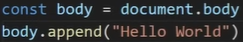 const body = document.body
body.append("Hello World")